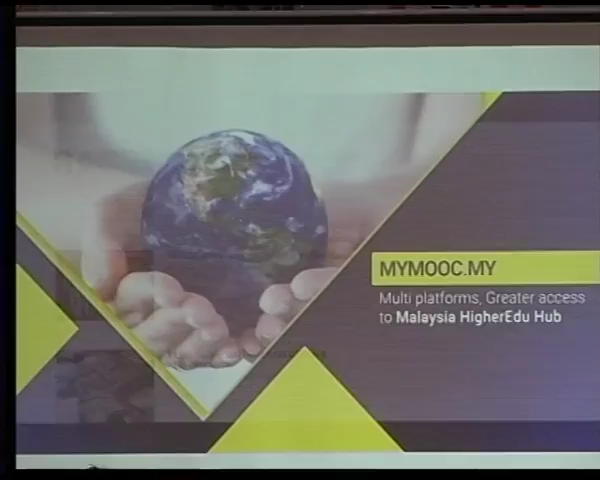 MYMOOC.MY
Multi platforms, Greater access
to Malaysia HigherEdu Hub